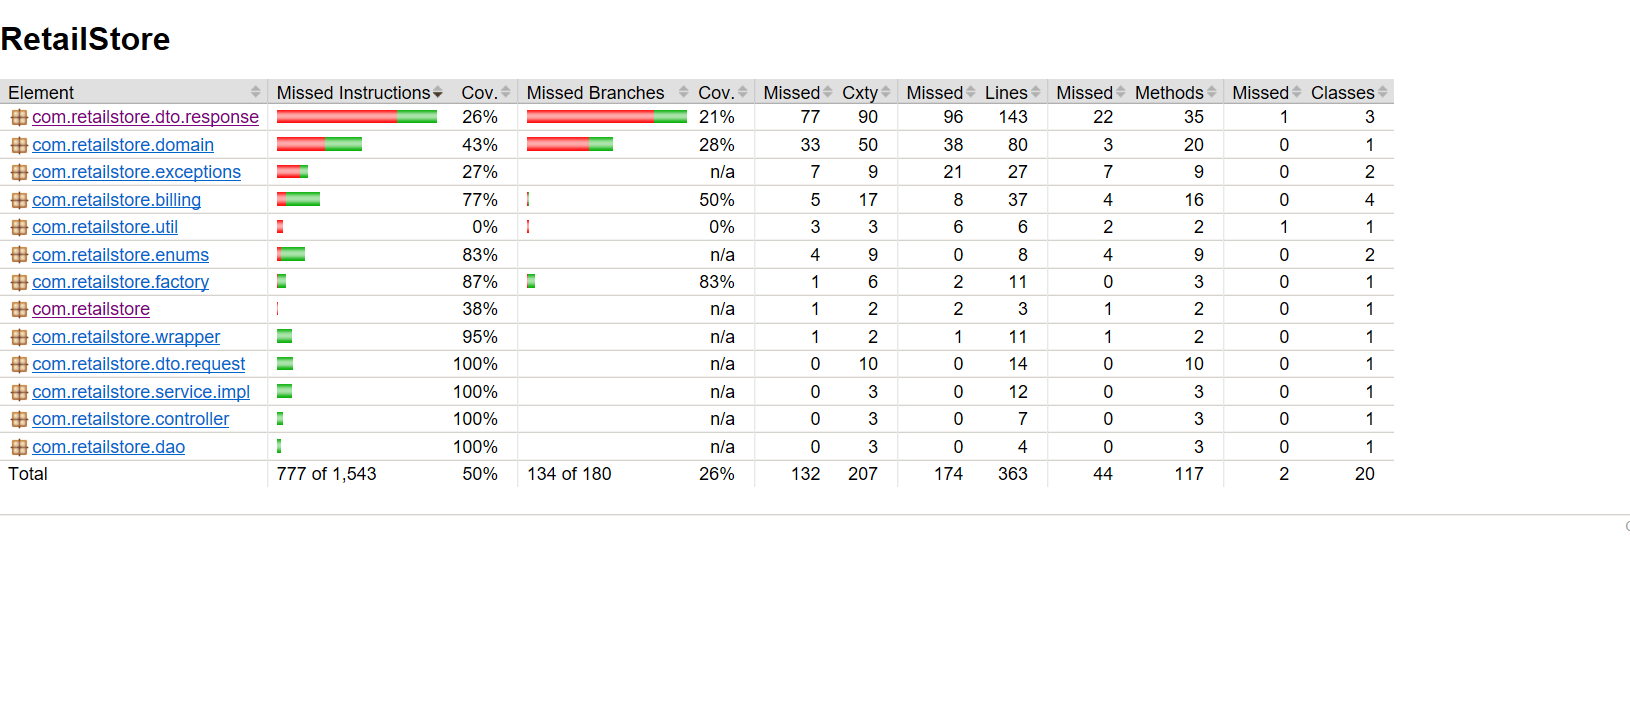 RetailStore
Element Missed Instructions Cov. Missed Branches Cov. Missed Cxty Missed Lines Missed Methods Missed Classes
com.retailstore.dto.response 26% 21% 77 90 96 143 22 35 1 3
com.retailstore.domain 43% 28% 33 50 38 80 3 20 0 1
com.retailstore.exceptions 27% n/a 7 9 21 27 7 9 0 2
com.retailstore.billing 77% 50% 5 17 8 37 4 16 0 4
com.retailstore.util 0% 0% 3 3 6 6 2 2 1 1
com.retailstore.enums 83% n/a 4 9 0 8 4 9 0 2
com.retailstore.factory 87% 83% 1 6 2 11 0 3 0 1
com.retailstore 38% n/a 1 2 2 3 1 2 0 1
com.retailstore.wrapper 95% n/a 1 2 1 11 1 2 0 1
com.retailstore.dto.request 100% n/a 0 10 0 14 0 10 0 1
com.retailstore.service.impl 100% n/a 0 3 0 12 0 3 0 1
com.retailstore.controller 100% n/a 0 3 0 7 0 3 0 1
com.retailstore.dao 100% n/a 0 3 0 4 0 3 0 1
Total 777 of 1,543 50% 134 of 180 26% 132 207 174 363 44 117 2 20